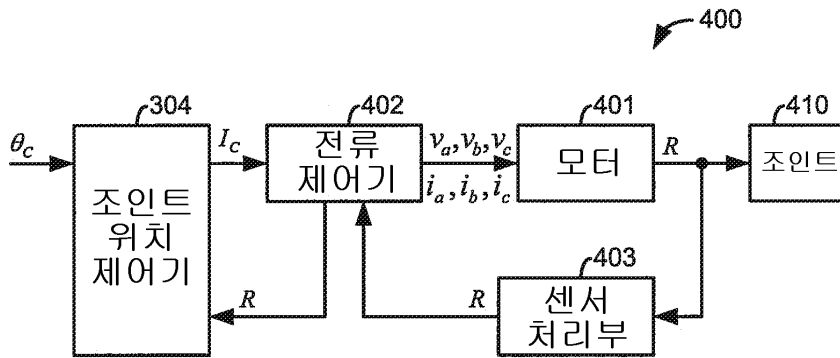 400
304
402
401
410
θc
Ic
전류
제어기
va, vb, vc
ia, ib, ic
모터
R
조인트
조인트
위치
제어기
403
R
R
센서
처리부